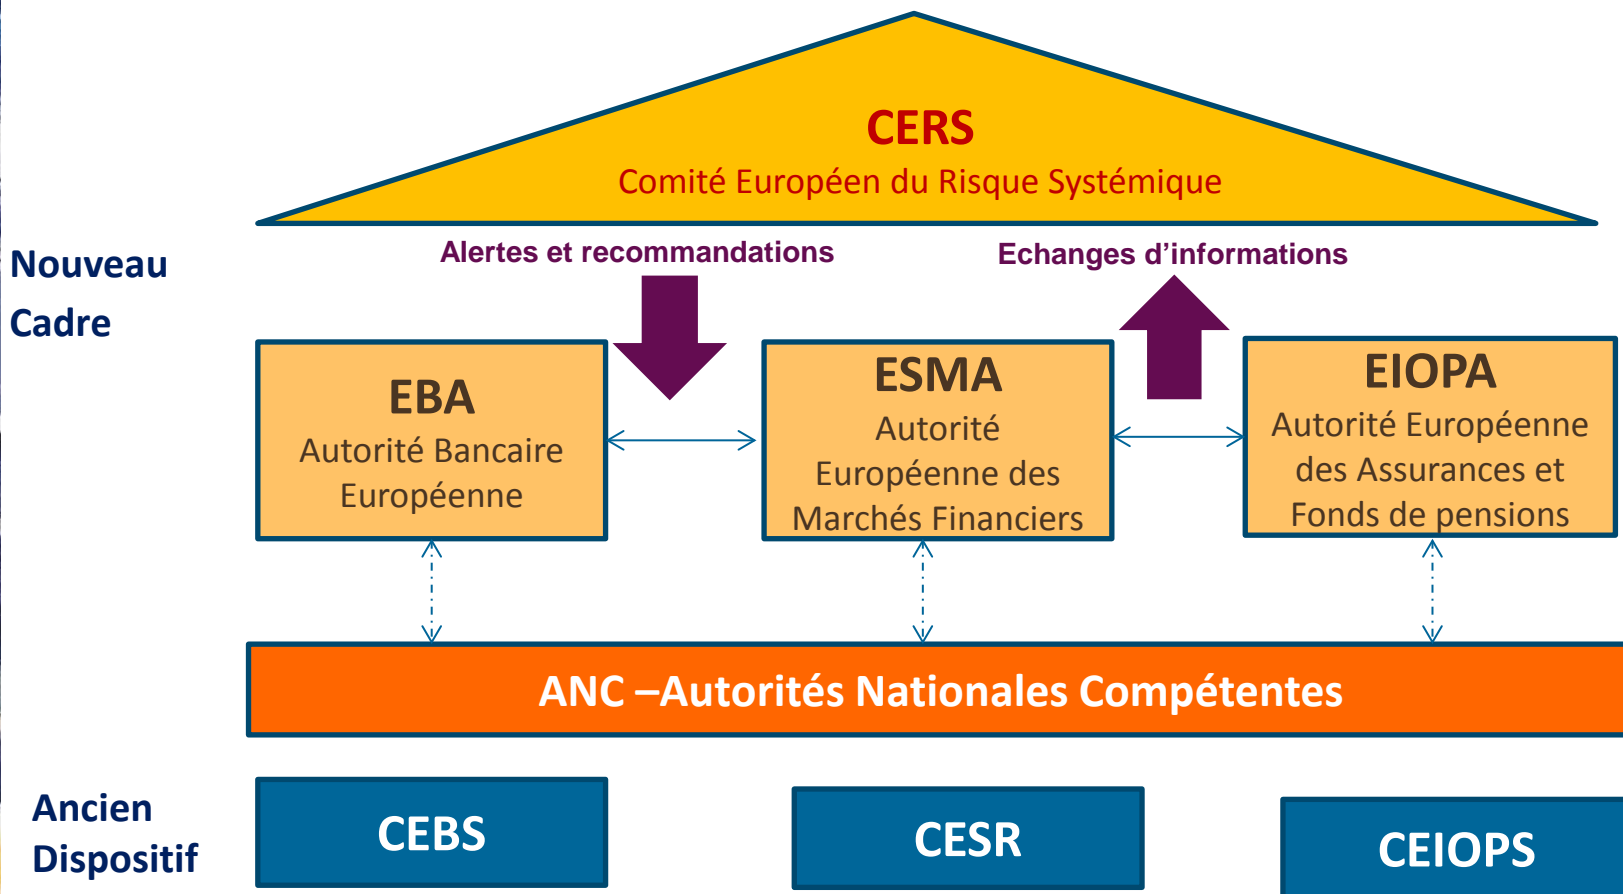 CERS
Comité Européen du Risque Systémique
Alertes et recommandations
Echanges d'informations
Nouveau
Cadre
EBA
Autorité Bancaire
Européenne
ESMA
Autorité
Européenne des
Marchés Financiers
EIOPA
Autorité Européenne
des Assurances et
Fonds de pensions
ANC –Autorités Nationales Compétentes
Ancien
Dispositif
CEBS
CESR
CEIOPS